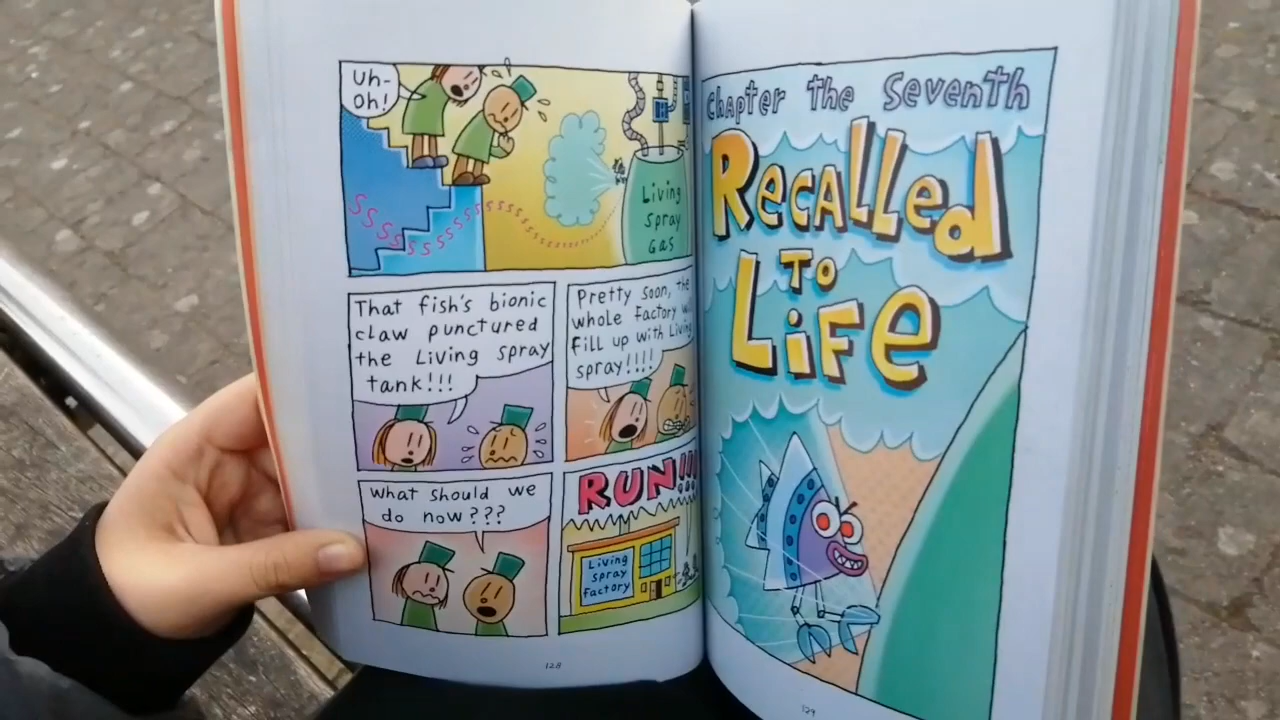 Uh-
Oh!
SSSSSSSSSSSSSSSSS
Living
Spray
Gas
That fish's bionic
claw punctured
the Living Spray
tank!!!
Pretty soon, the
whole Factory
fill up with Living
spray!!!!
What should we
do now???
RUN!!!
Living
Spray
Factory
128
Chapter the Seventh
Recalled
To
Life
129